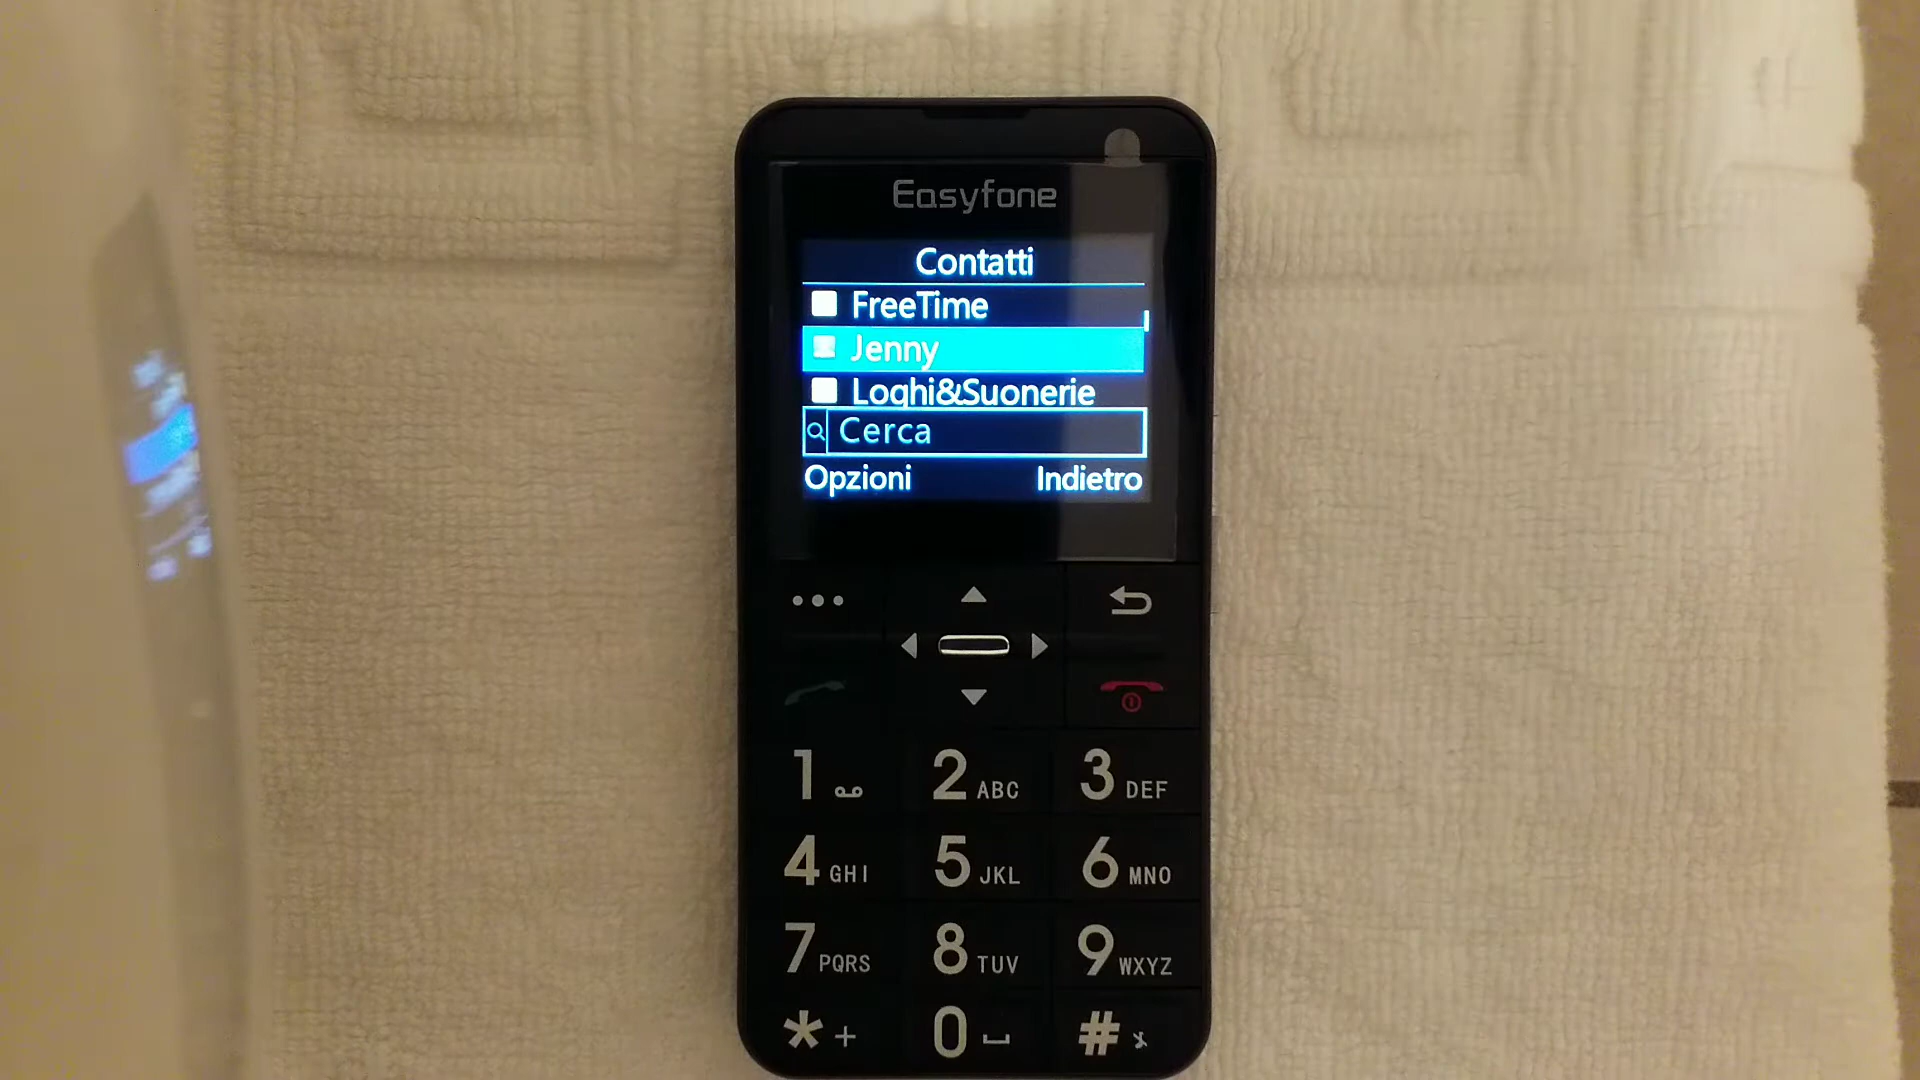 Easyfone
Contatti
FreeTime
Jenny
Loghi&Suonerie
Cerca
Opzioni Indietro
1 2 ABC 3 DEF
4 GHI 5 JKL 6 MNO
7 PQRS 8 TUV 9 WXYZ
* + 0 #